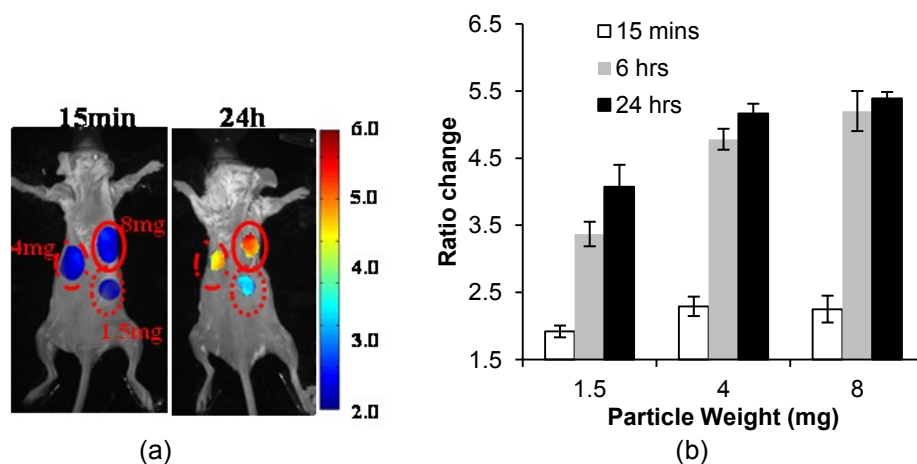 15min
24h
4mg
8mg
1.5mg
6.0
5.0
4.0
3.0
2.0
(a)
Ratio change
6.5
5.5
4.5
3.5
2.5
1.5
15 mins
6 hrs
24 hrs
1.5
4
8
Particle Weight (mg)
(b)